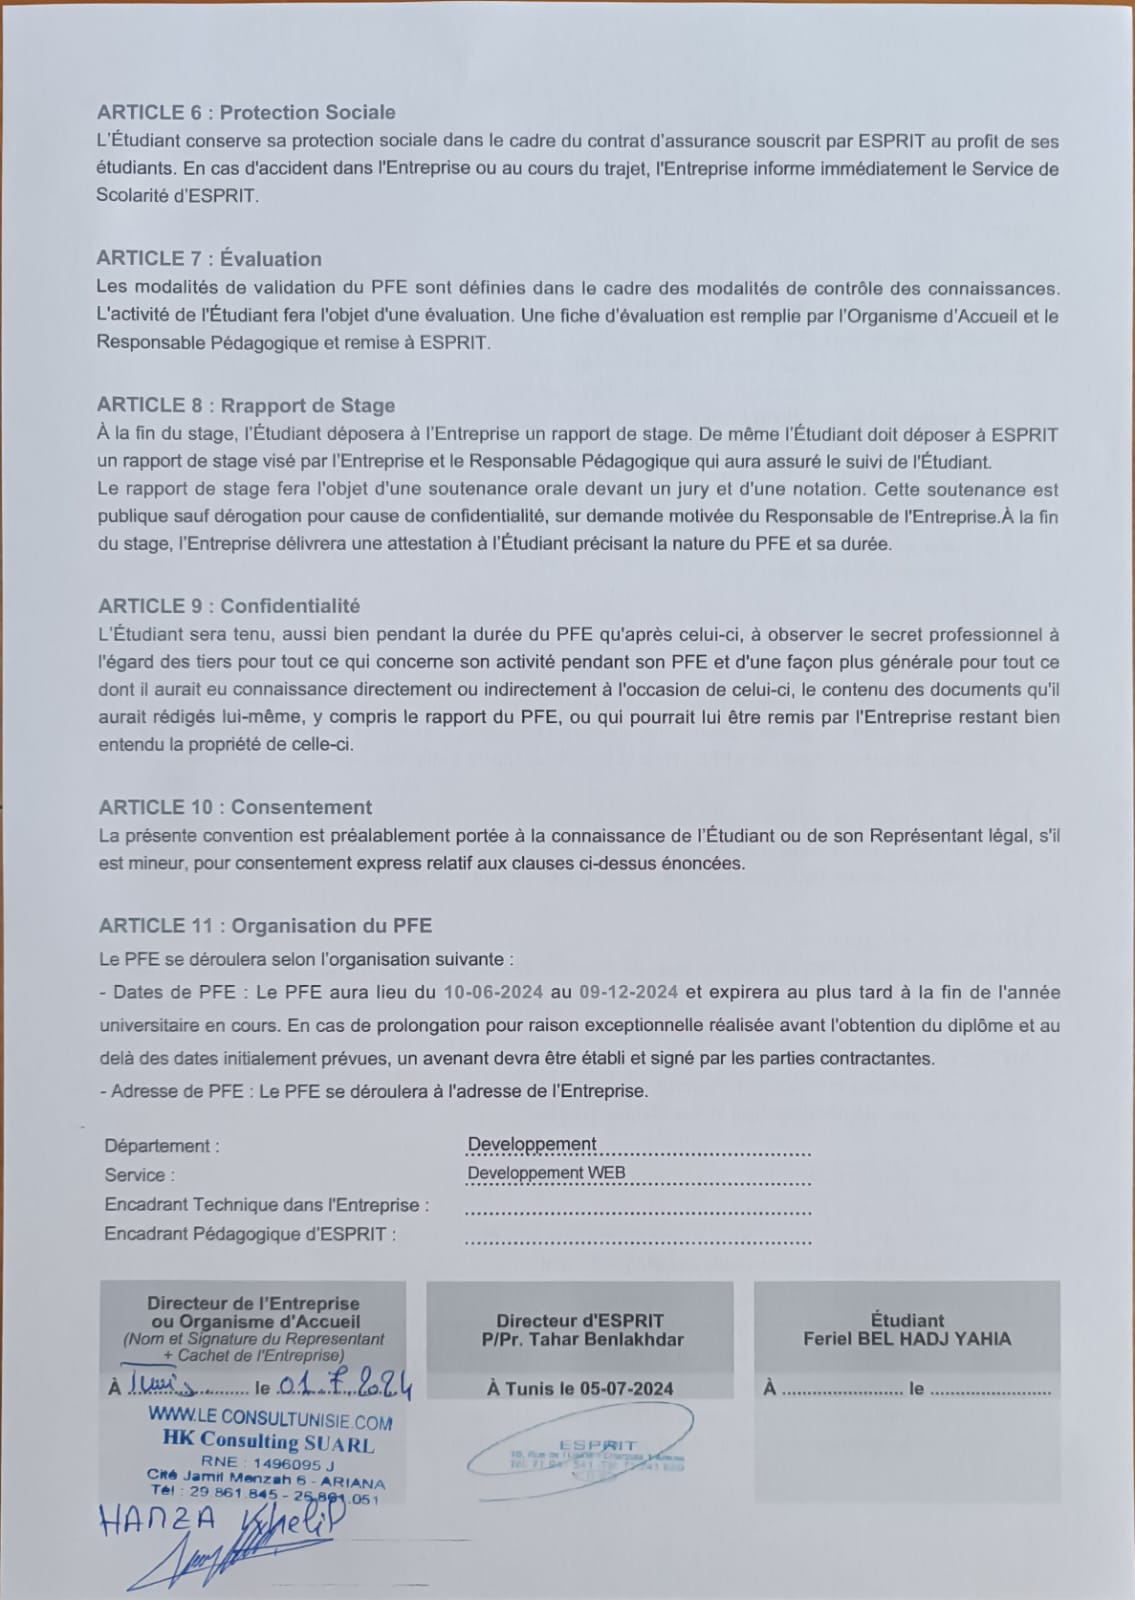 ARTICLE 6 : Protection Sociale
L'Étudiant conserve sa protection sociale dans le cadre du contrat d'assurance souscrit par ESPRIT au profit de ses
étudiants. En cas d'accident dans l'Entreprise ou au cours du trajet, l'Entreprise informe immédiatement le Service de
Scolarité d'ESPRIT.
ARTICLE 7 : Évaluation
Les modalités de validation du PFE sont définies dans le cadre des modalités de contrôle des connaissances.
L'activité de l'Étudiant fera l'objet d'une évaluation. Une fiche d'évaluation est remplie par l'Organisme d'Accueil et le
Responsable Pédagogique et remise à ESPRIT.
ARTICLE 8 : Rrapport de Stage
À la fin du stage, l'Étudiant déposera à l'Entreprise un rapport de stage. De même l'Étudiant doit déposer à ESPRIT
un rapport de stage visé par l'Entreprise et le Responsable Pédagogique qui aura assuré le suivi de l'Étudiant.
Le rapport de stage fera l'objet d'une soutenance orale devant un jury et d'une notation. Cette soutenance est
publique sauf dérogation pour cause de confidentialité, sur demande motivée du Responsable de l'Entreprise.À la fin
du stage, l'Entreprise délivrera une attestation à l'Étudiant précisant la nature du PFE et sa durée.
ARTICLE 9 : Confidentialité
L'Étudiant sera tenu, aussi bien pendant la durée du PFE qu'après celui-ci, à observer le secret professionnel à
l'égard des tiers pour tout ce qui concerne son activité pendant son PFE et d'une façon plus générale pour tout ce
dont il aurait eu connaissance directement ou indirectement à l'occasion de celui-ci, le contenu des documents qu'il
aurait rédigés lui-même, y compris le rapport du PFE, ou qui pourrait lui être remis par l'Entreprise restant bien
entendu la propriété de celle-ci.
ARTICLE 10 : Consentement
La présente convention est préalablement portée à la connaissance de l'Étudiant ou de son Représentant légal, s'il
est mineur, pour consentement express relatif aux clauses ci-dessus énoncées.
ARTICLE 11 : Organisation du PFE
Le PFE se déroulera selon l'organisation suivante :
- Dates de PFE : Le PFE aura lieu du 10-06-2024 au 09-12-2024 et expirera au plus tard à la fin de l'année
universitaire en cours. En cas de prolongation pour raison exceptionnelle réalisée avant l'obtention du diplôme et au
delà des dates initialement prévues, un avenant devra être établi et signé par les parties contractantes.
- Adresse de PFE : Le PFE se déroulera à l'adresse de l'Entreprise.
Département : Developpement
Service : Developpement WEB
Encadrant Technique dans l'Entreprise :
Encadrant Pédagogique d'ESPRIT :
Directeur de l'Entreprise
ou Organisme d'Accueil
(Nom et Signature du Representant
+ Cachet de l'Entreprise)
À Tunis le 01.7.2024
WWW.LE CONSULTUNISIE.COM
HK Consulting SUARL
RNE : 1496095 J
Cité Jamil Menzah 6 - ARIANA
Tél : 29 861.845 - 26.861.051
HAMZA Khelif
Directeur d'ESPRIT
P/Pr. Tahar Benlakhdar
À Tunis le 05-07-2024
ESPRIT
Étudiant
Feriel BEL HADJ YAHIA
À ........................ le ........................